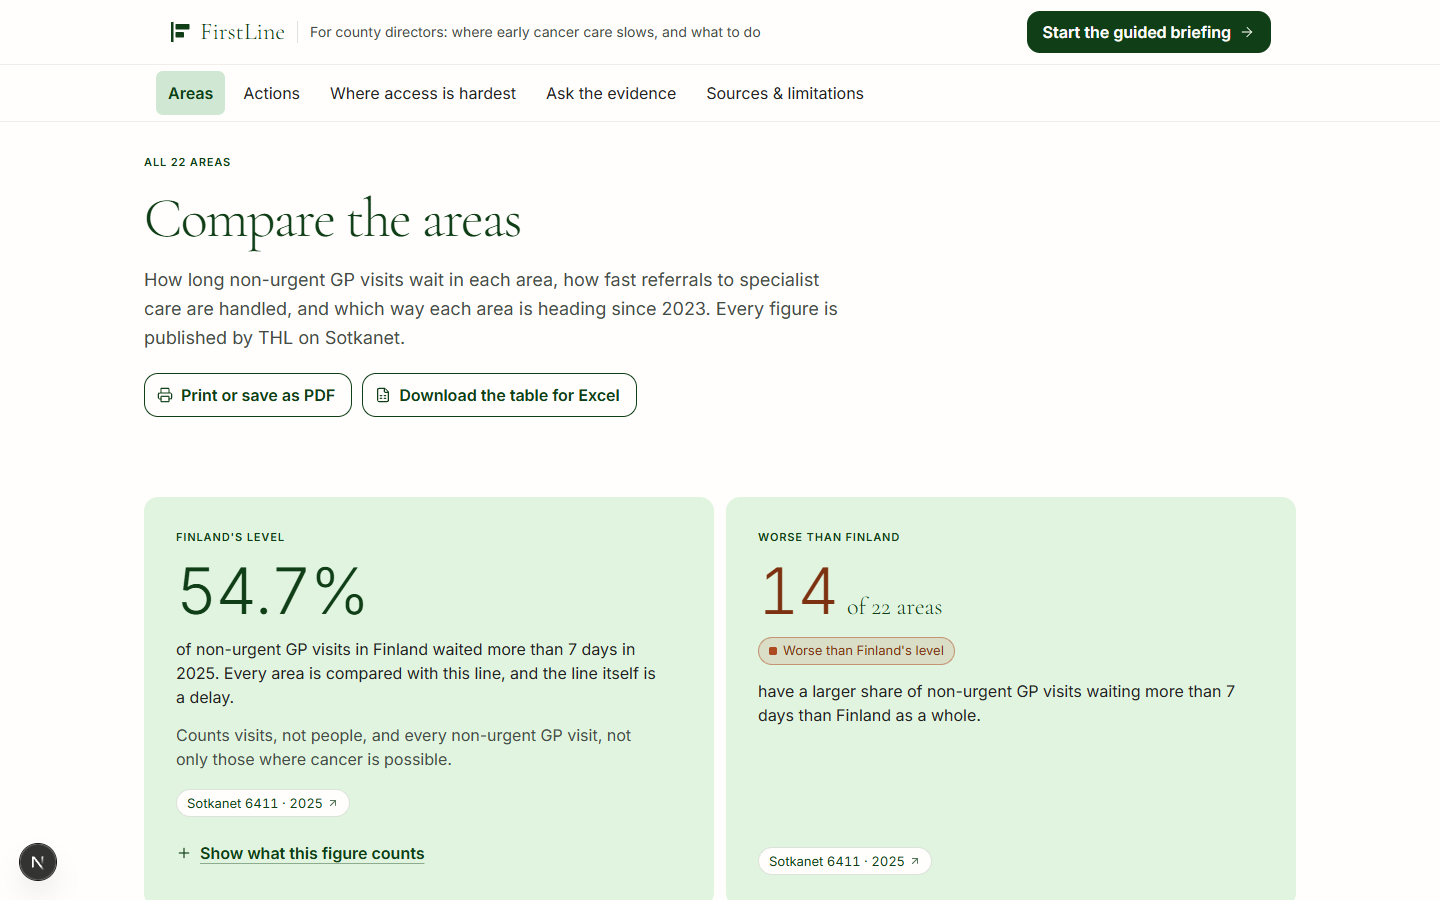 FirstLine
For county directors: where early cancer care slows, and what to do
Start the guided briefing
Areas
Actions
Where access is hardest
Ask the evidence
Sources & limitations
ALL 22 AREAS
Compare the areas
How long non-urgent GP visits wait in each area, how fast referrals to specialist
care are handled, and which way each area is heading since 2023. Every figure is
published by THL on Sotkanet.
Print or save as PDF
Download the table for Excel
FINLAND'S LEVEL
54.7%
of non-urgent GP visits in Finland waited more than 7 days in
2025. Every area is compared with this line, and the line itself is
a delay.
Counts visits, not people, and every non-urgent GP visit, not
only those where cancer is possible.
Sotkanet 6411 · 2025
Show what this figure counts
WORSE THAN FINLAND
14 of 22 areas
Worse than Finland's level
have a larger share of non-urgent GP visits waiting more than 7
days than Finland as a whole.
Sotkanet 6411 · 2025
N